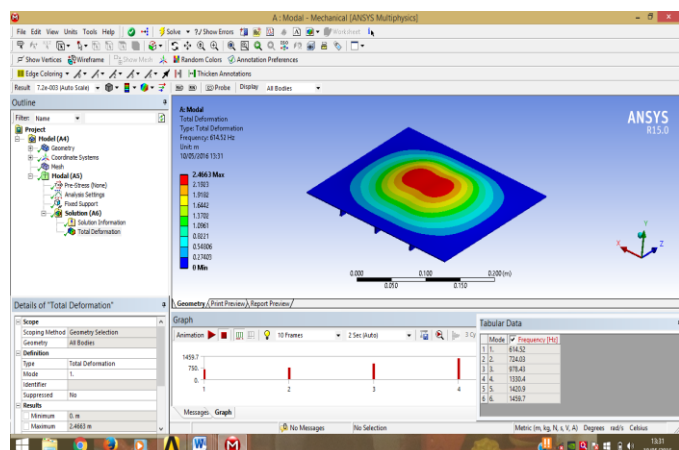 A : Modal - Mechanical [ANSYS Multiphysics]
File Edit View Units Tools Help Solve ?/ Show Errors Worksheet
Show Vertices Wireframe Show Mesh Random Colors Annotation Preferences
Edge Coloring Thicken Annotations
Result 7.2e-003 (Auto Scale) Probe Display All Bodies
Outline
Filter: Name
Project
Model (A4)
Geometry
Coordinate Systems
Mesh
Modal (A5)
Pre-Stress (None)
Analysis Settings
Fixed Support
Solution (A6)
Solution Information
Total Deformation
A: Modal
Total Deformation
Type: Total Deformation
Frequency: 614.52 Hz
Unit: m
10/05/2016 13:31
2.4663 Max
2.1923
1.9182
1.6442
1.3702
1.0961
0.8221
0.54806
0.27403
0 Min
ANSYS
R15.0
0.000 0.100 0.200 (m)
0.050 0.150
Y
X Z
Geometry Print Preview Report Preview
Details of "Total Deformation"
Scope
Scoping Method Geometry Selection
Geometry All Bodies
Definition
Type Total Deformation
Mode 1.
Identifier
Suppressed No
Results
Minimum 0. m
Maximum 2.4663 m
Graph
Animation 10 Frames 2 Sec (Auto) 3 Cy
1459.7
750.
0.
1 2 3 4
Messages Graph
Tabular Data
Mode Frequency [Hz]
1 1. 614.52
2 2. 724.03
3 3. 978.43
4 4. 1330.4
5 5. 1420.9
6 6. 1459.7
No Messages No Selection Metric (m, kg, N, s, V, A) Degrees rad/s Celsius
13:31